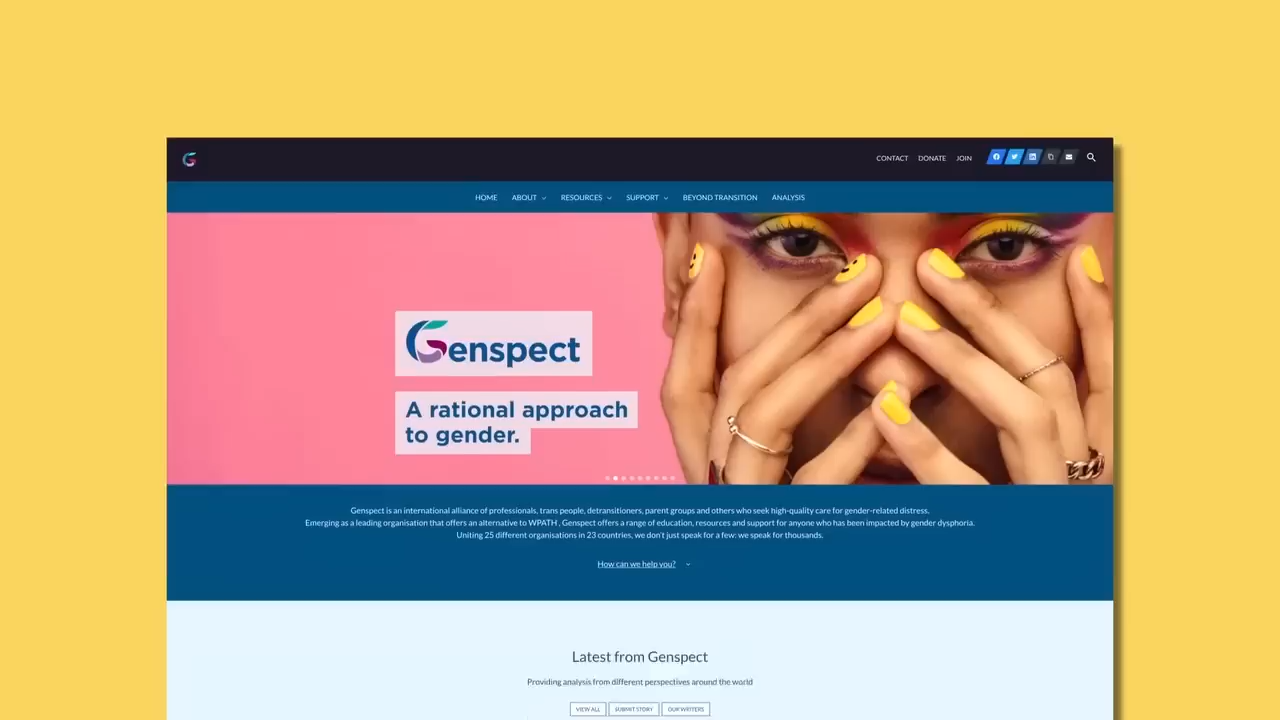 CONTACT DONATE JOIN
HOME ABOUT RESOURCES SUPPORT BEYOND TRANSITION ANALYSIS
Genspect
A rational approach
to gender.
Genspect is an international alliance of professionals, trans people, detransitioners, parent groups and others who seek high-quality care for gender-related distress.
Emerging as a leading organisation that offers an alternative to WPATH , Genspect offers a range of education, resources and support for anyone who has been impacted by gender dysphoria.
Uniting 25 different organisations in 23 countries, we don't just speak for a few: we speak for thousands.
How can we help you?
Latest from Genspect
Providing analysis from different perspectives around the world
VIEW ALL SUBMIT STORY OUR WRITERS